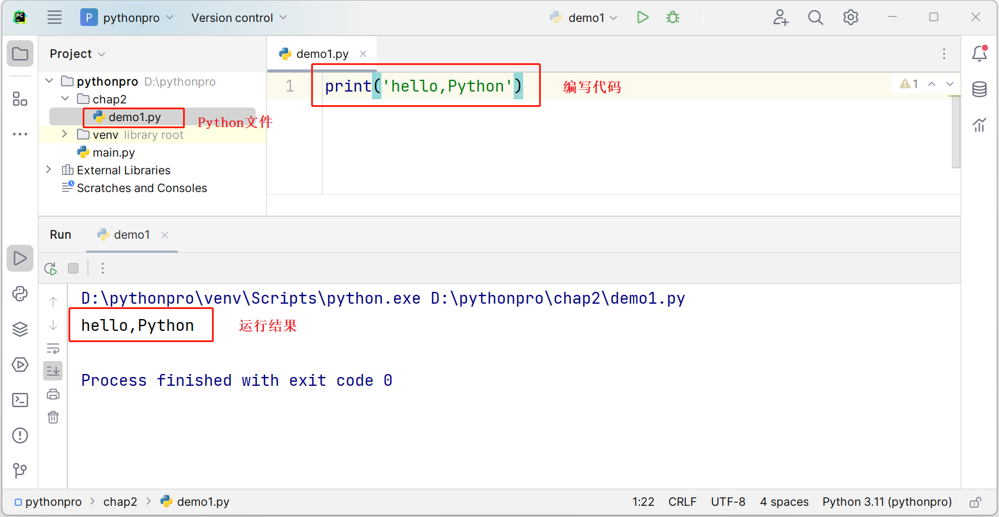 PC P pythonpro Version control demo1
Project
demo1.py
pythonpro D:\pythonpro
1 print('hello,Python') 编写代码 1
chap2
demo1.py Python文件
venv library root
main.py
External Libraries
Scratches and Consoles
Run demo1
D:\pythonpro\venv\Scripts\python.exe D:\pythonpro\chap2\demo1.py
hello,Python 运行结果
Process finished with exit code 0
pythonpro > chap2 > demo1.py 1:22 CRLF UTF-8 4 spaces Python 3.11 (pythonpro)